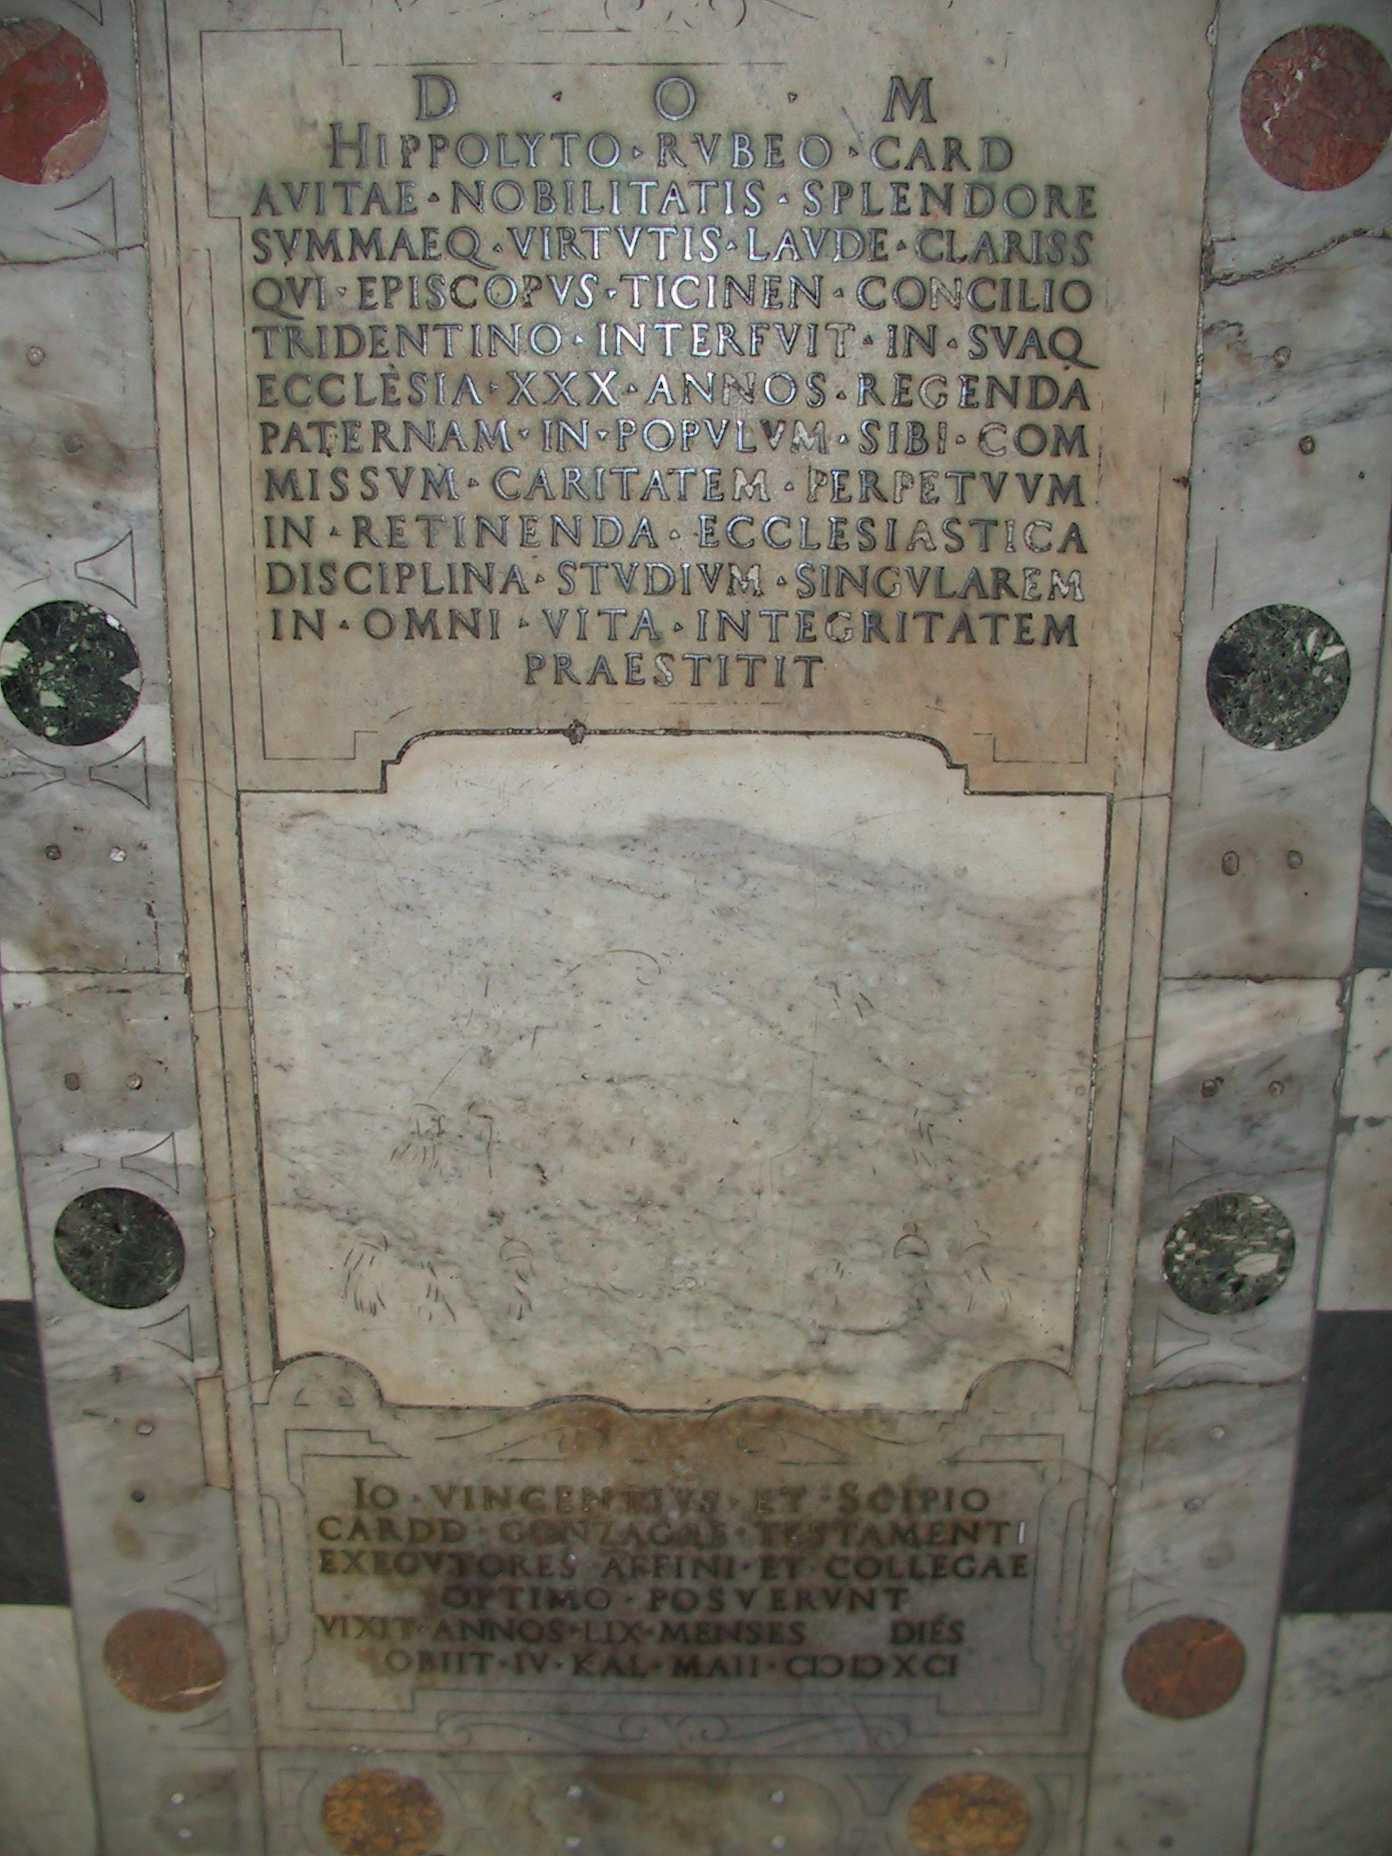 D · O · M
HIPPOLYTO · RVBEO · CARD
AVITAE · NOBILITATIS · SPLENDORE
SVMMAEQ · VIRTVTIS · LAVDE · CLARISS
QVI · EPISCOPVS · TICINEN · CONCILIO
TRIDENTINO · INTERFVIT · IN · SVAQ
ECCLESIA · XXX · ANNOS · REGENDA
PATERNAM · IN · POPVLVM · SIBI · COM
MISSVM · CARITATEM · PERPETVVM
IN · RETINENDA · ECCLESIASTICA
DISCIPLINA · STVDIVM · SINGVLAREM
IN · OMNI · VITA · INTEGRITATEM
PRAESTITIT
IO · VINCENTIVS · ET · SCIPIO
CARDD · GONZAGAE · TESTAMENTI
EXECVTORES · AFFINI · ET · COLLEGAE
OPTIMO · POSVERVNT
VIXIT · ANNOS · LIX · MENSES DIES
OBIIT · IV · KAL · MAII · CIƆIƆXCI